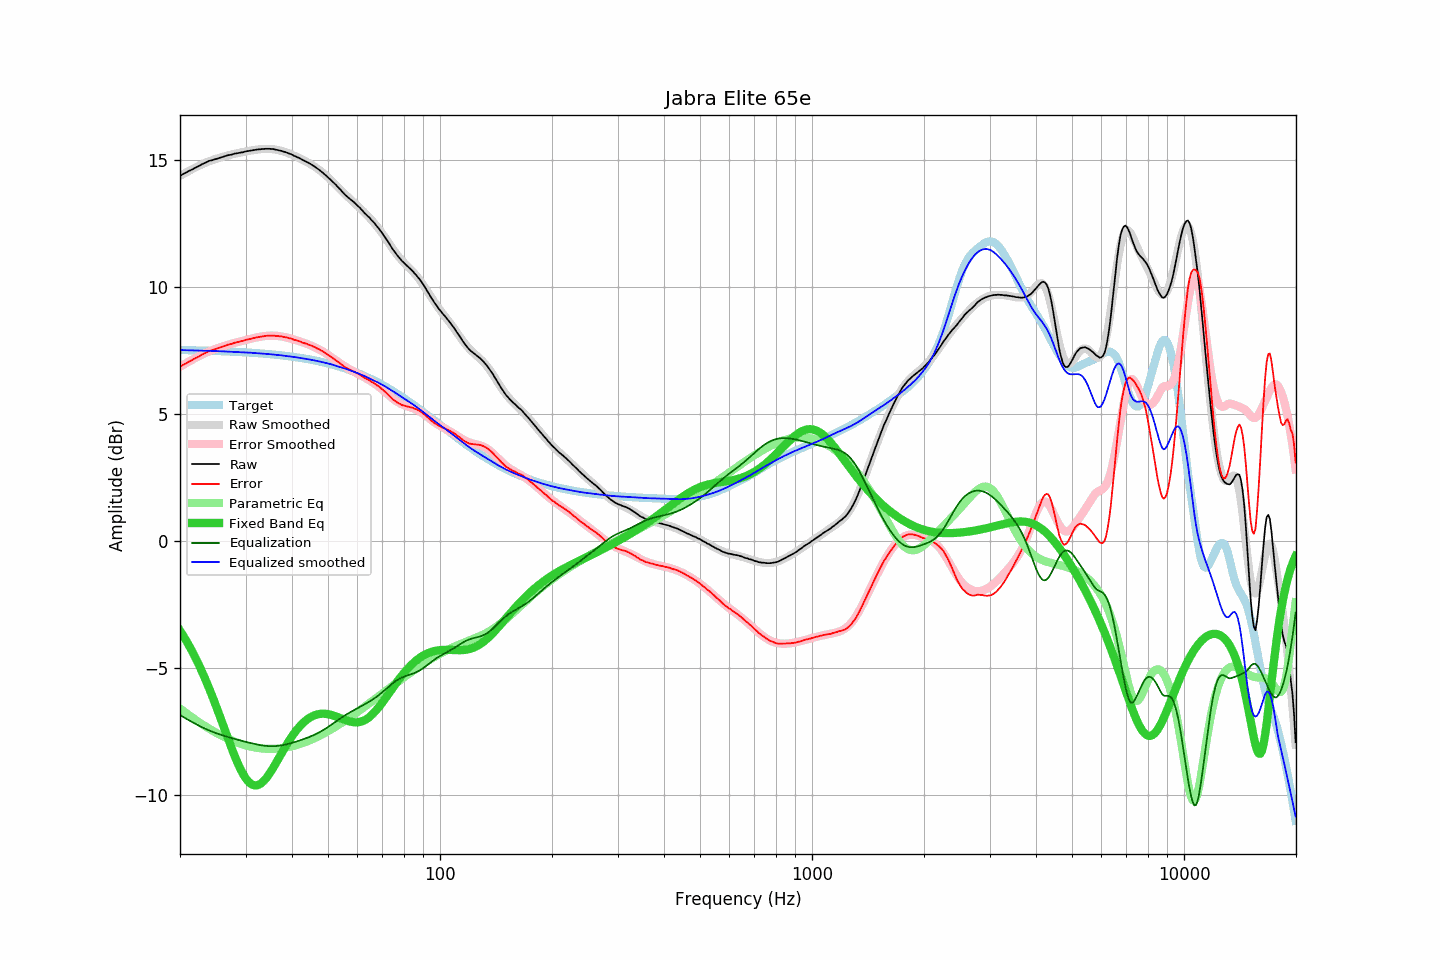 Jabra Elite 65e
Amplitude (dBr)
15
10
5
0
−5
−10
Target
Raw Smoothed
Error Smoothed
Raw
Error
Parametric Eq
Fixed Band Eq
Equalization
Equalized smoothed
100
1000
10000
Frequency (Hz)